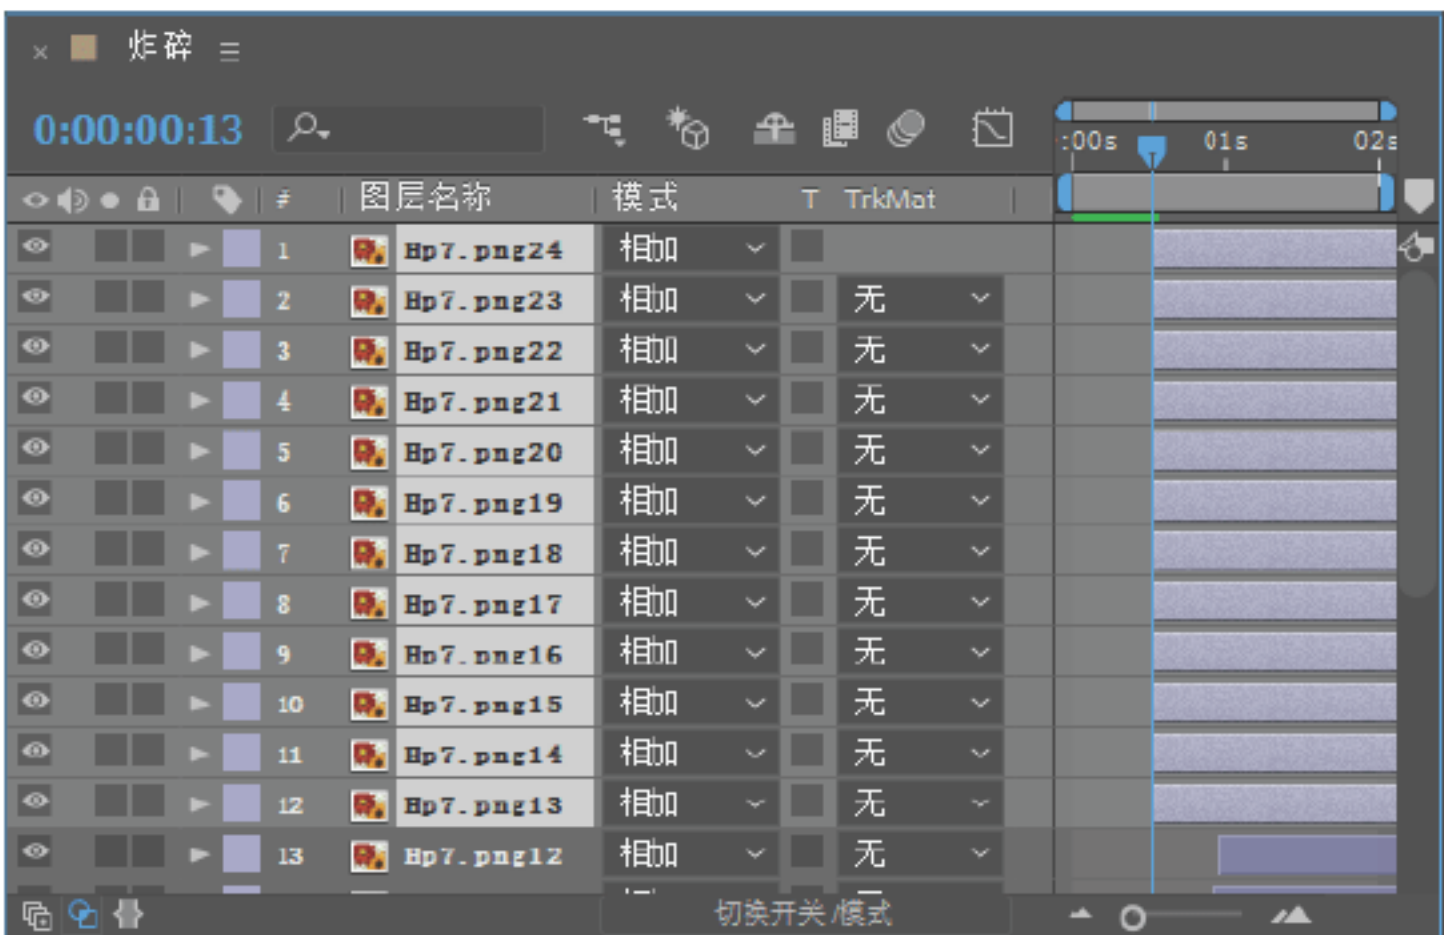 × 炸碎 ≡
0:00:00:13
:00s 01s 02s
# 图层名称 模式 T TrkMat
1 Hp7.png24 相加
2 Hp7.png23 相加 无
3 Hp7.png22 相加 无
4 Hp7.png21 相加 无
5 Hp7.png20 相加 无
6 Hp7.png19 相加 无
7 Hp7.png18 相加 无
8 Hp7.png17 相加 无
9 Hp7.png16 相加 无
10 Hp7.png15 相加 无
11 Hp7.png14 相加 无
12 Hp7.png13 相加 无
13 Hp7.png12 相加 无
切换开关/模式